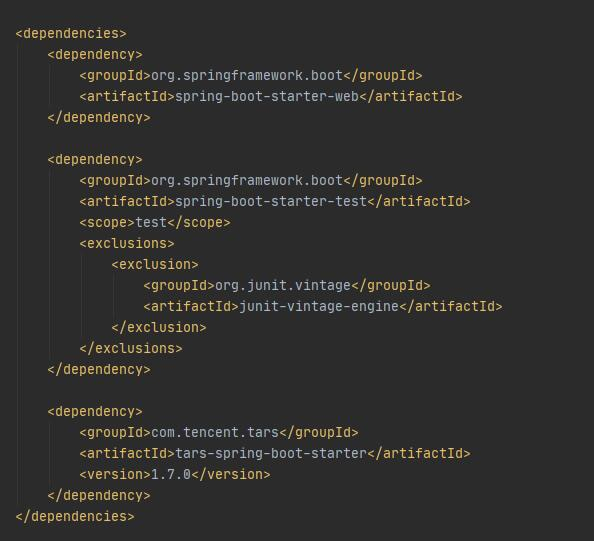 <dependencies>
<dependency>
<groupId>org.springframework.boot</groupId>
<artifactId>spring-boot-starter-web</artifactId>
</dependency>
<dependency>
<groupId>org.springframework.boot</groupId>
<artifactId>spring-boot-starter-test</artifactId>
<scope>test</scope>
<exclusions>
<exclusion>
<groupId>org.junit.vintage</groupId>
<artifactId>junit-vintage-engine</artifactId>
</exclusion>
</exclusions>
</dependency>
<dependency>
<groupId>com.tencent.tars</groupId>
<artifactId>tars-spring-boot-starter</artifactId>
<version>1.7.0</version>
</dependency>
</dependencies>